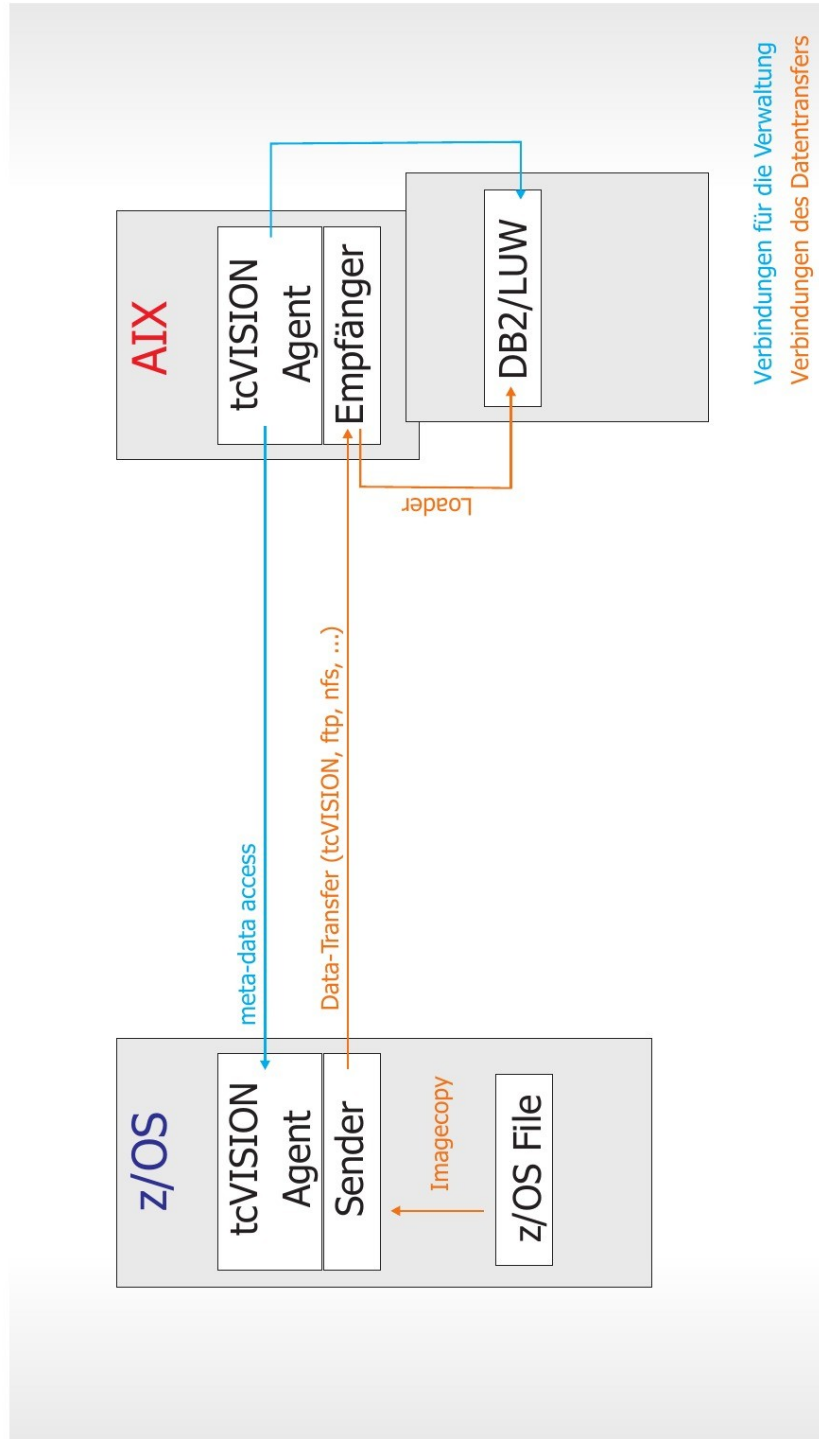 z/OS
tcVISION
Agent
Sender
Imagecopy
z/OS File
meta-data access
Data-Transfer (tcVISION, ftp, nfs, ...)
AIX
tcVISION
Agent
Empfänger
Loader
DB2/LUW
Verbindungen für die Verwaltung
Verbindungen des Datentransfers